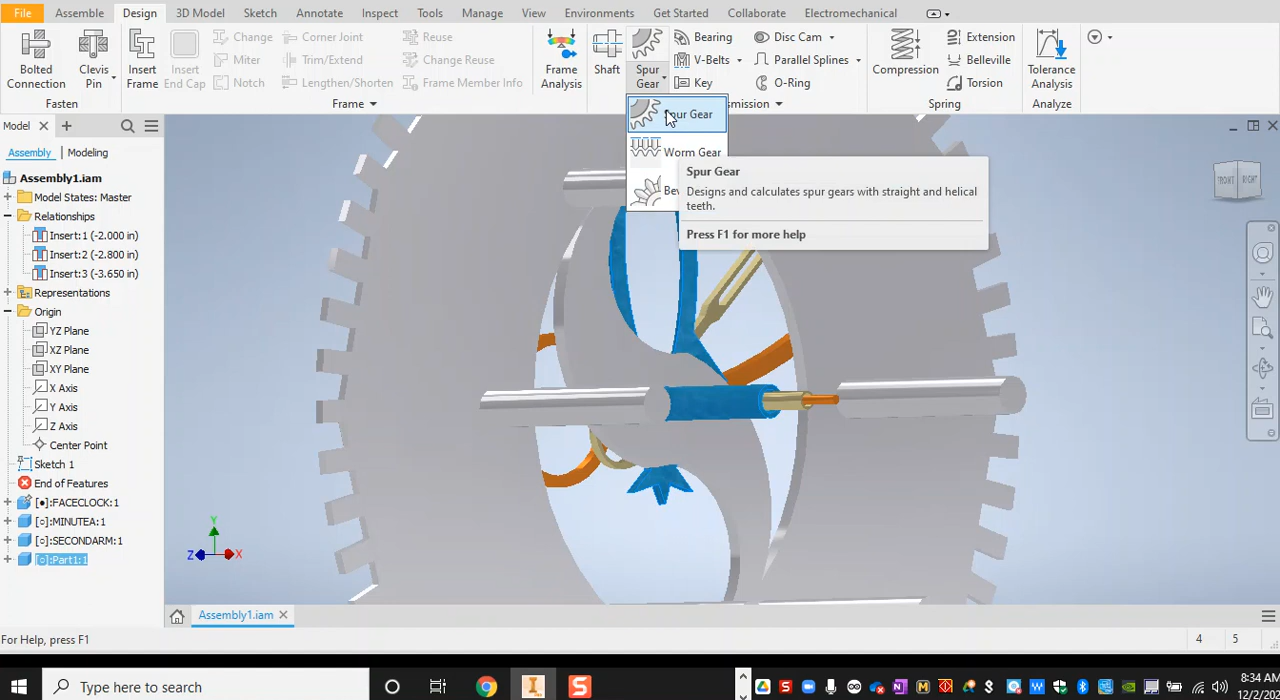 File Assemble Design 3D Model Sketch Annotate Inspect Tools Manage View Environments Get Started Collaborate Electromechanical
Bolted Connection
Clevis Pin
Fasten
Insert Frame
Insert End Cap
Change
Miter
Notch
Corner Joint
Trim/Extend
Lengthen/Shorten
Reuse
Change Reuse
Frame Member Info
Frame
Frame Analysis
Shaft
Spur Gear
Bearing
V-Belts
Key
Disc Cam
Parallel Splines
O-Ring
Compression
Extension
Belleville
Torsion
Spring
Tolerance Analysis
Analyze
Spur Gear
Worm Gear
Spur Gear
Designs and calculates spur gears with straight and helical
teeth.
Press F1 for more help
Model
Assembly Modeling
Assembly1.iam
Model States: Master
Relationships
Insert:1 (-2.000 in)
Insert:2 (-2.800 in)
Insert:3 (-3.650 in)
Representations
Origin
YZ Plane
XZ Plane
XY Plane
X Axis
Y Axis
Z Axis
Center Point
Sketch 1
End of Features
[●]:FACECLOCK:1
[○]:MINUTEA:1
[○]:SECONDARM:1
[○]:Part1:1
FRONT RIGHT
Y
Z X
Assembly1.iam
For Help, press F1
4 5
Type here to search
8:34 AM